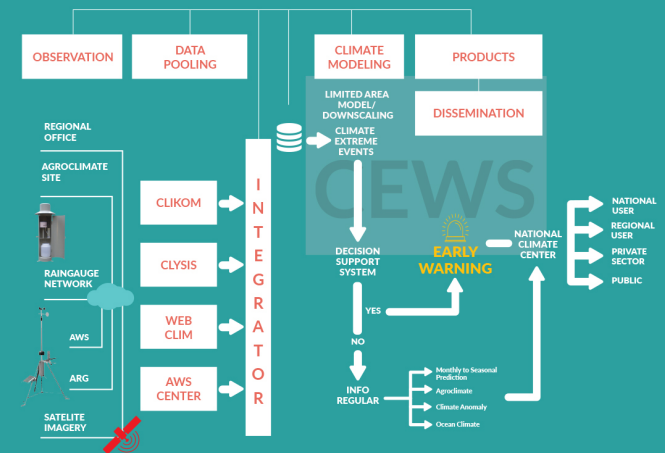 OBSERVATION
DATA
POOLING
CLIMATE
MODELING
PRODUCTS
DISSEMINATION
LIMITED AREA
MODEL/
DOWNSCALING
CLIMATE
EXTREME
EVENTS
CEWS
REGIONAL
OFFICE
AGROCLIMATE
SITE
RAINGAUGE
NETWORK
AWS
ARG
SATELITE
IMAGERY
CLIKOM
CLYSIS
WEB
CLIM
AWS
CENTER
INTEGRATOR
DECISION
SUPPORT
SYSTEM
YES
NO
INFO
REGULAR
EARLY
WARNING
NATIONAL
CLIMATE
CENTER
NATIONAL
USER
REGIONAL
USER
PRIVATE
SECTOR
PUBLIC
Monthly to Seasonal
Prediction
Agroclimate
Climate Anomaly
Ocean Climate